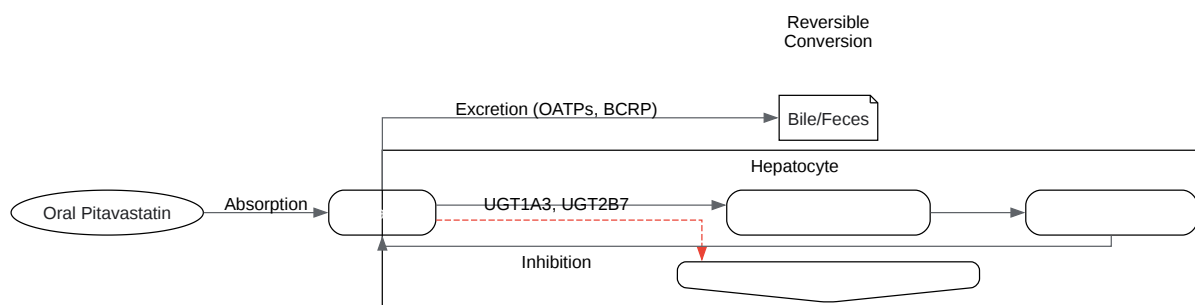 Reversible
Conversion
Excretion (OATPs, BCRP)
Bile/Feces
Hepatocyte
Oral Pitavastatin
Absorption
UGT1A3, UGT2B7
Inhibition